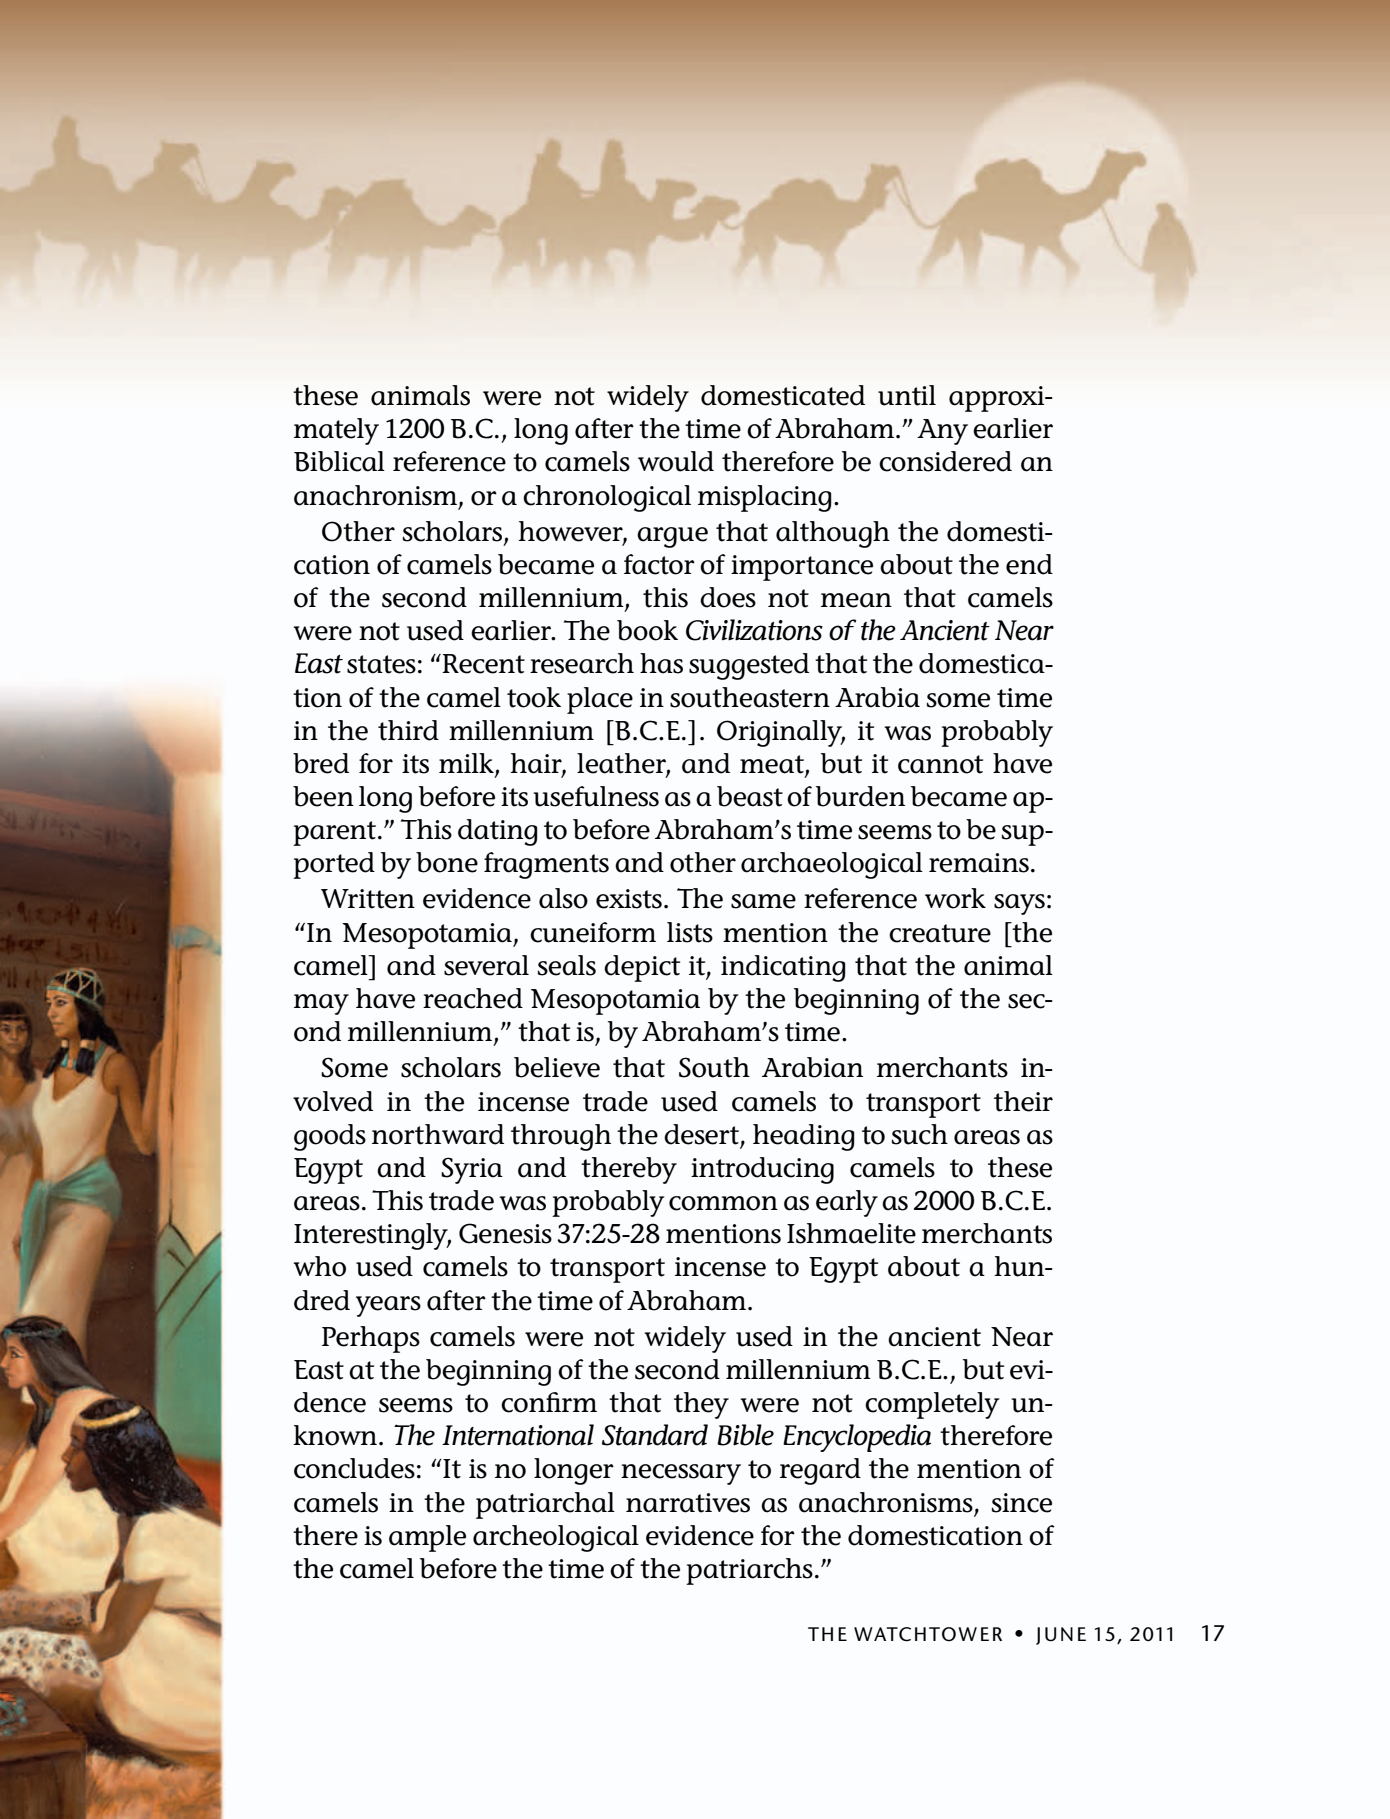 these animals were not widely domesticated until approxi-
mately 1200 B.C., long after the time of Abraham.” Any earlier
Biblical reference to camels would therefore be considered an
anachronism, or a chronological misplacing.
Other scholars, however, argue that although the domesti-
cation of camels became a factor of importance about the end
of the second millennium, this does not mean that camels
were not used earlier. The book Civilizations of the Ancient Near
East states: “Recent research has suggested that the domestica-
tion of the camel took place in southeastern Arabia some time
in the third millennium [B.C.E.]. Originally, it was probably
bred for its milk, hair, leather, and meat, but it cannot have
been long before its usefulness as a beast of burden became ap-
parent.” This dating to before Abraham’s time seems to be sup-
ported by bone fragments and other archaeological remains.
Written evidence also exists. The same reference work says:
“In Mesopotamia, cuneiform lists mention the creature [the
camel] and several seals depict it, indicating that the animal
may have reached Mesopotamia by the beginning of the sec-
ond millennium,” that is, by Abraham’s time.
Some scholars believe that South Arabian merchants in-
volved in the incense trade used camels to transport their
goods northward through the desert, heading to such areas as
Egypt and Syria and thereby introducing camels to these
areas. This trade was probably common as early as 2000 B.C.E.
Interestingly, Genesis 37:25-28 mentions Ishmaelite merchants
who used camels to transport incense to Egypt about a hun-
dred years after the time of Abraham.
Perhaps camels were not widely used in the ancient Near
East at the beginning of the second millennium B.C.E., but evi-
dence seems to confirm that they were not completely un-
known. The International Standard Bible Encyclopedia therefore
concludes: “It is no longer necessary to regard the mention of
camels in the patriarchal narratives as anachronisms, since
there is ample archeological evidence for the domestication of
the camel before the time of the patriarchs.”
THE WATCHTOWER • JUNE 15, 2011 17